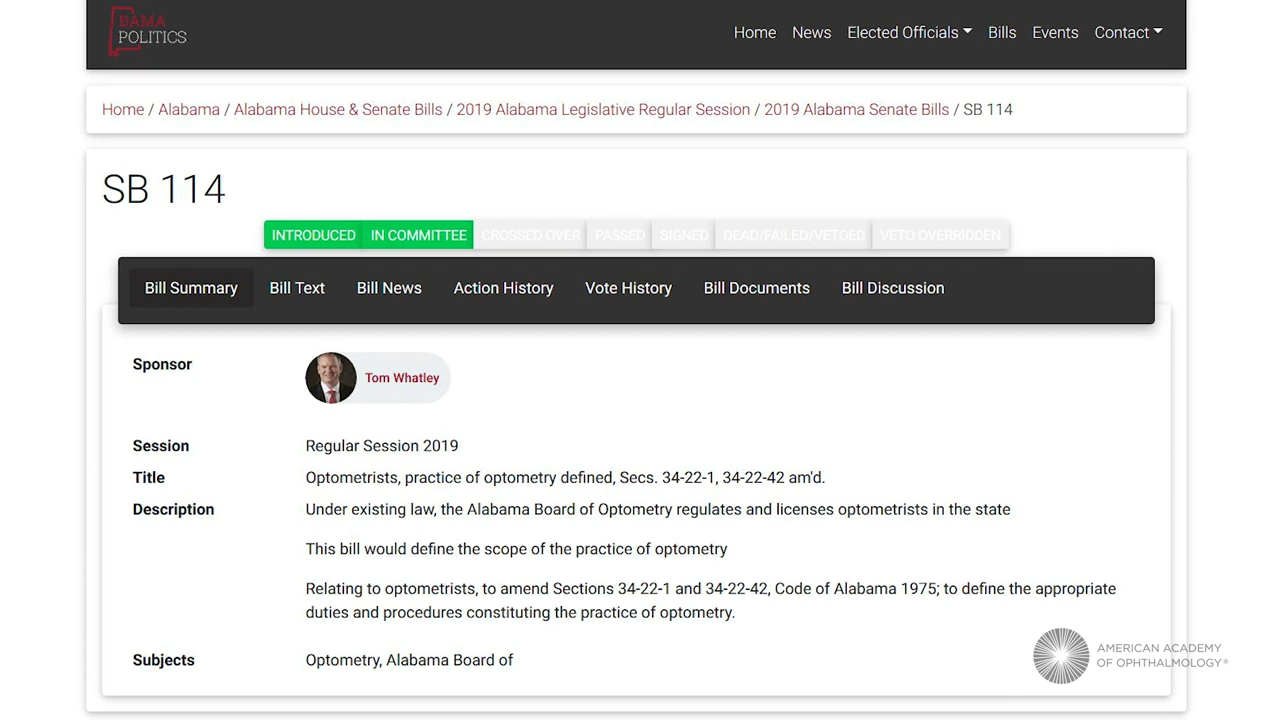 BAMA
POLITICS
Home News Elected Officials Bills Events Contact
Home / Alabama / Alabama House & Senate Bills / 2019 Alabama Legislative Regular Session / 2019 Alabama Senate Bills / SB 114
SB 114
INTRODUCED IN COMMITTEE CROSSED OVER PASSED SIGNED DEAD/FAILED/VETOED VETO OVERRIDDEN
Bill Summary Bill Text Bill News Action History Vote History Bill Documents Bill Discussion
Sponsor Tom Whatley
Session Regular Session 2019
Title Optometrists, practice of optometry defined, Secs. 34-22-1, 34-22-42 am'd.
Description Under existing law, the Alabama Board of Optometry regulates and licenses optometrists in the state
This bill would define the scope of the practice of optometry
Relating to optometrists, to amend Sections 34-22-1 and 34-22-42, Code of Alabama 1975; to define the appropriate
duties and procedures constituting the practice of optometry.
Subjects Optometry, Alabama Board of
AMERICAN ACADEMY
OF OPHTHALMOLOGY®